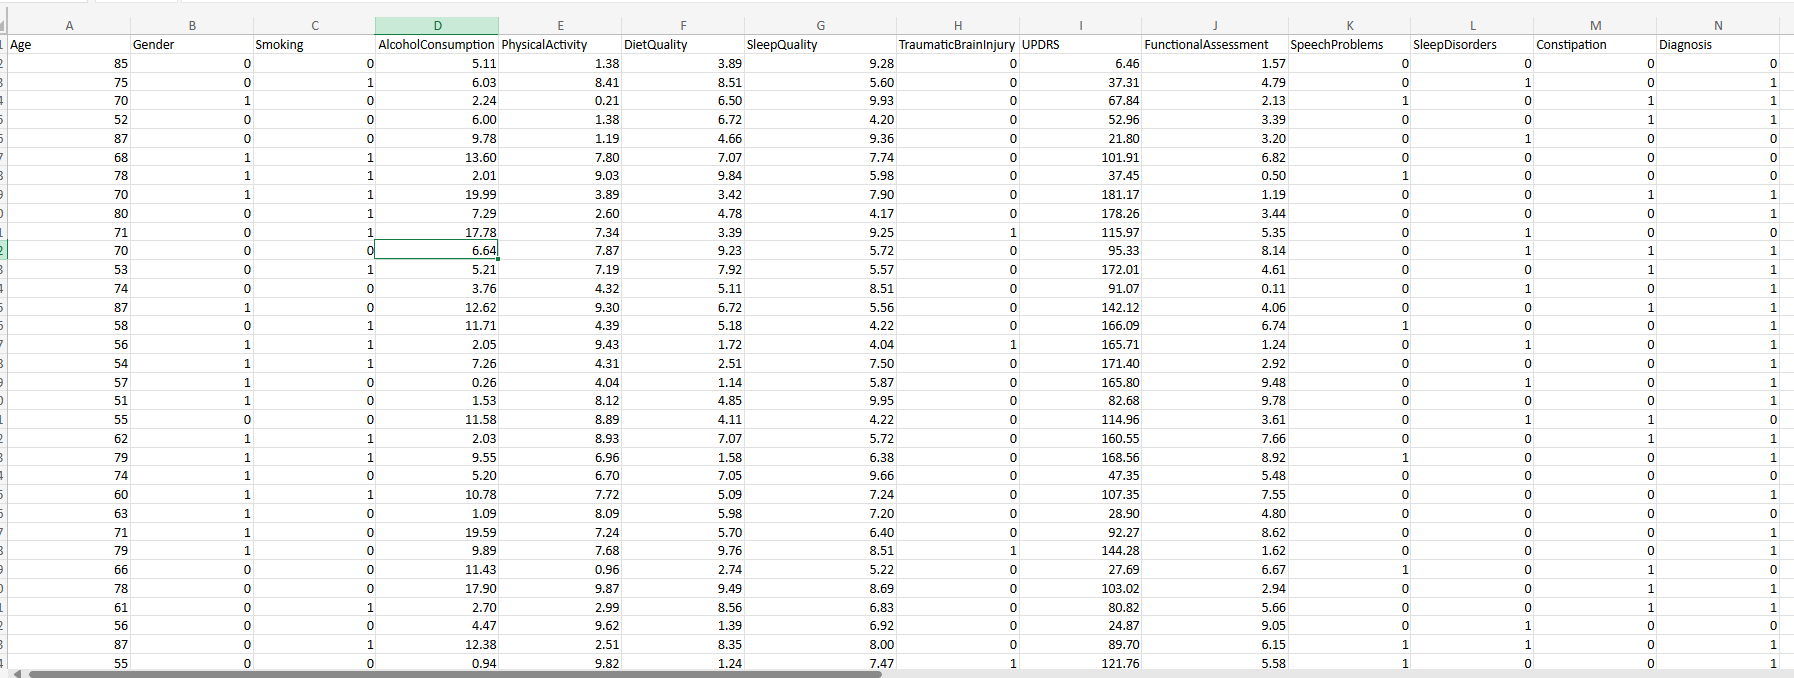 A B C D E F G H I J K L M N
Age Gender Smoking AlcoholConsumption PhysicalActivity DietQuality SleepQuality TraumaticBrainInjury UPDRS FunctionalAssessment SpeechProblems SleepDisorders Constipation Diagnosis
85 0 0 5.11 1.38 3.89 9.28 0 6.46 1.57 0 0 0 0
75 0 1 6.03 8.41 8.51 5.60 0 37.31 4.79 0 1 0 1
70 1 0 2.24 0.21 6.50 9.93 0 67.84 2.13 1 0 1 1
52 0 0 6.00 1.38 6.72 4.20 0 52.96 3.39 0 0 1 1
87 0 0 9.78 1.19 4.66 9.36 0 21.80 3.20 0 1 0 0
68 1 1 13.60 7.80 7.07 7.74 0 101.91 6.82 0 0 0 0
78 1 1 2.01 9.03 9.84 5.98 0 37.45 0.50 1 0 0 0
70 1 1 19.99 3.89 3.42 7.90 0 181.17 1.19 0 0 1 1
80 0 1 7.29 2.60 4.78 4.17 0 178.26 3.44 0 0 0 1
71 0 1 17.78 7.34 3.39 9.25 1 115.97 5.35 0 1 0 0
70 0 0 6.64 7.87 9.23 5.72 0 95.33 8.14 0 1 1 1
53 0 1 5.21 7.19 7.92 5.57 0 172.01 4.61 0 0 1 1
74 0 0 3.76 4.32 5.11 8.51 0 91.07 0.11 0 1 0 1
87 1 0 12.62 9.30 6.72 5.56 0 142.12 4.06 0 0 1 1
58 0 1 11.71 4.39 5.18 4.22 0 166.09 6.74 1 0 0 1
56 1 1 2.05 9.43 1.72 4.04 1 165.71 1.24 0 1 0 1
54 1 1 7.26 4.31 2.51 7.50 0 171.40 2.92 0 0 0 1
57 1 0 0.26 4.04 1.14 5.87 0 165.80 9.48 0 1 0 1
51 1 0 1.53 8.12 4.85 9.95 0 82.68 9.78 0 0 0 1
55 0 0 11.58 8.89 4.11 4.22 0 114.96 3.61 0 1 1 0
62 1 1 2.03 8.93 7.07 5.72 0 160.55 7.66 0 0 1 1
79 1 1 9.55 6.96 1.58 6.38 0 168.56 8.92 1 0 0 1
74 1 0 5.20 6.70 7.05 9.66 0 47.35 5.48 0 0 0 0
60 1 1 10.78 7.72 5.09 7.24 0 107.35 7.55 0 0 0 1
63 1 0 1.09 8.09 5.98 7.20 0 28.90 4.80 0 0 0 0
71 1 0 19.59 7.24 5.70 6.40 0 92.27 8.62 0 0 0 1
79 1 0 9.89 7.68 9.76 8.51 1 144.28 1.62 0 0 0 1
66 0 0 11.43 0.96 2.74 5.22 0 27.69 6.67 1 0 1 0
78 0 0 17.90 9.87 9.49 8.69 0 103.02 2.94 0 0 1 1
61 0 1 2.70 2.99 8.56 6.83 0 80.82 5.66 0 0 1 1
56 0 0 4.47 9.62 1.39 6.92 0 24.87 9.05 0 1 0 0
87 0 1 12.38 2.51 8.35 8.00 0 89.70 6.15 1 1 0 1
55 0 0 0.94 9.82 1.24 7.47 1 121.76 5.58 1 0 0 1